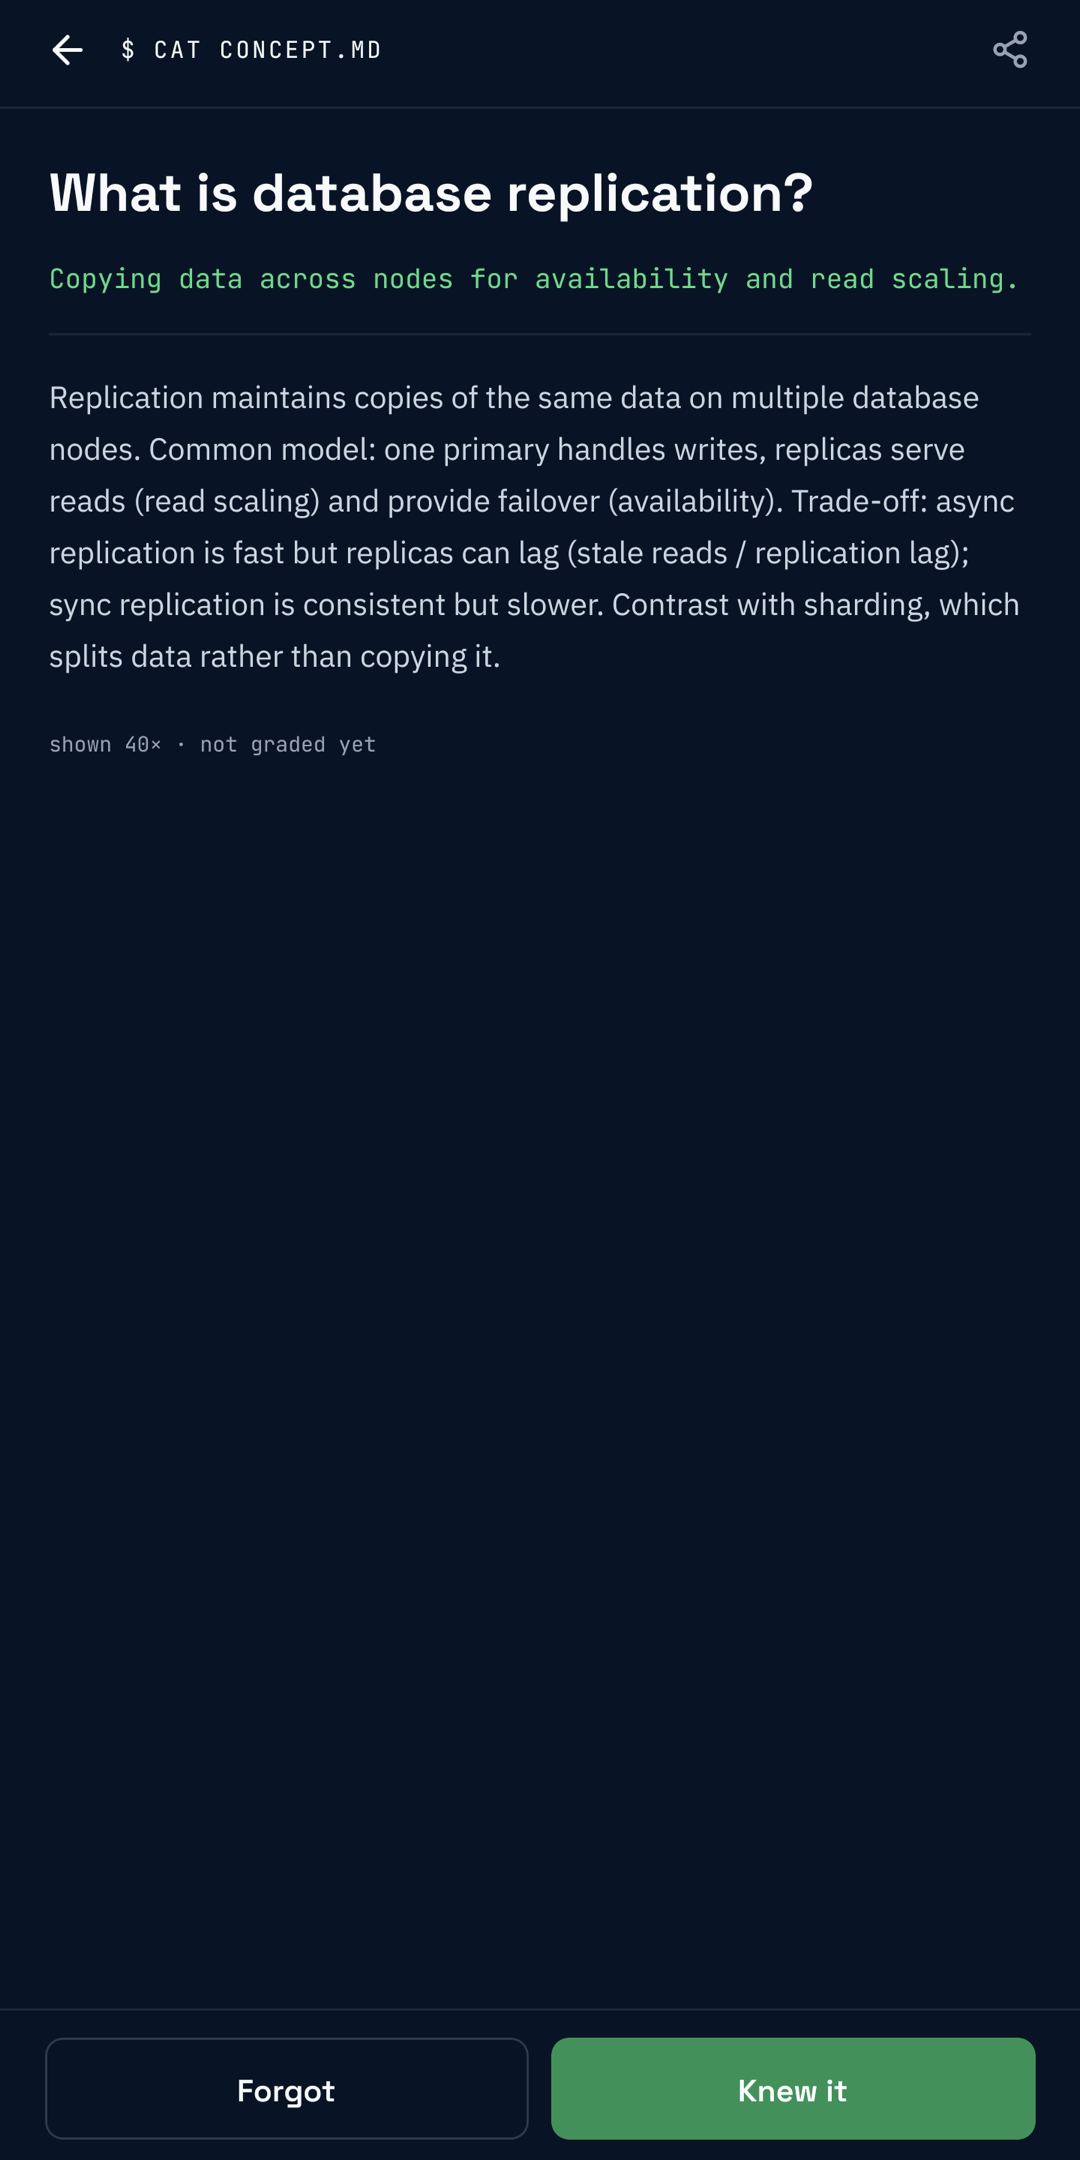 $ CAT CONCEPT.MD
What is database replication?
Copying data across nodes for availability and read scaling.
Replication maintains copies of the same data on multiple database
nodes. Common model: one primary handles writes, replicas serve
reads (read scaling) and provide failover (availability). Trade-off: async
replication is fast but replicas can lag (stale reads / replication lag);
sync replication is consistent but slower. Contrast with sharding, which
splits data rather than copying it.
shown 40× · not graded yet
Forgot
Knew it